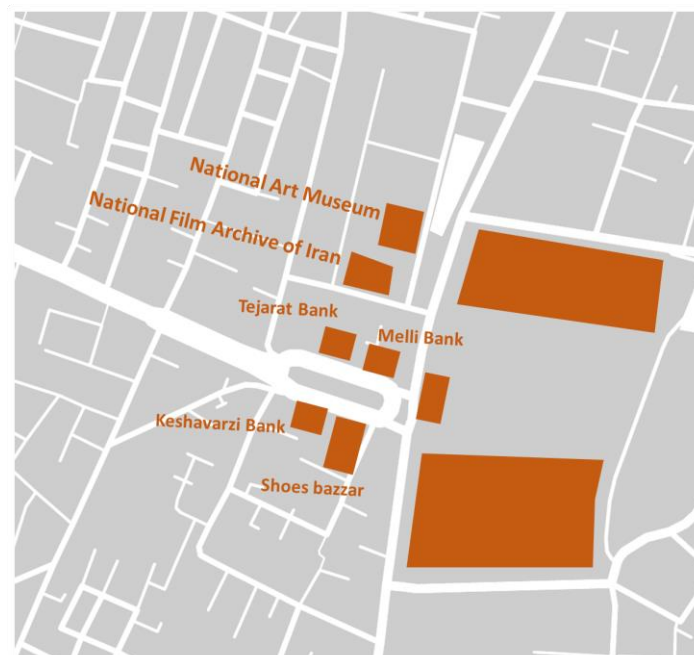 National Art Museum
National Film Archive of Iran
Tejarat Bank
Melli Bank
Keshavarzi Bank
Shoes bazzar